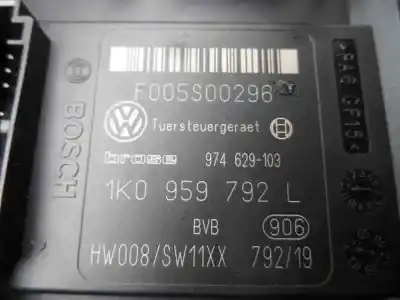 F005S00296
Tuersteuergeraet
brose 974 629-103
1K0 959 792 L
BVB 906
HW008/SW11XX 792/19
BOSCH